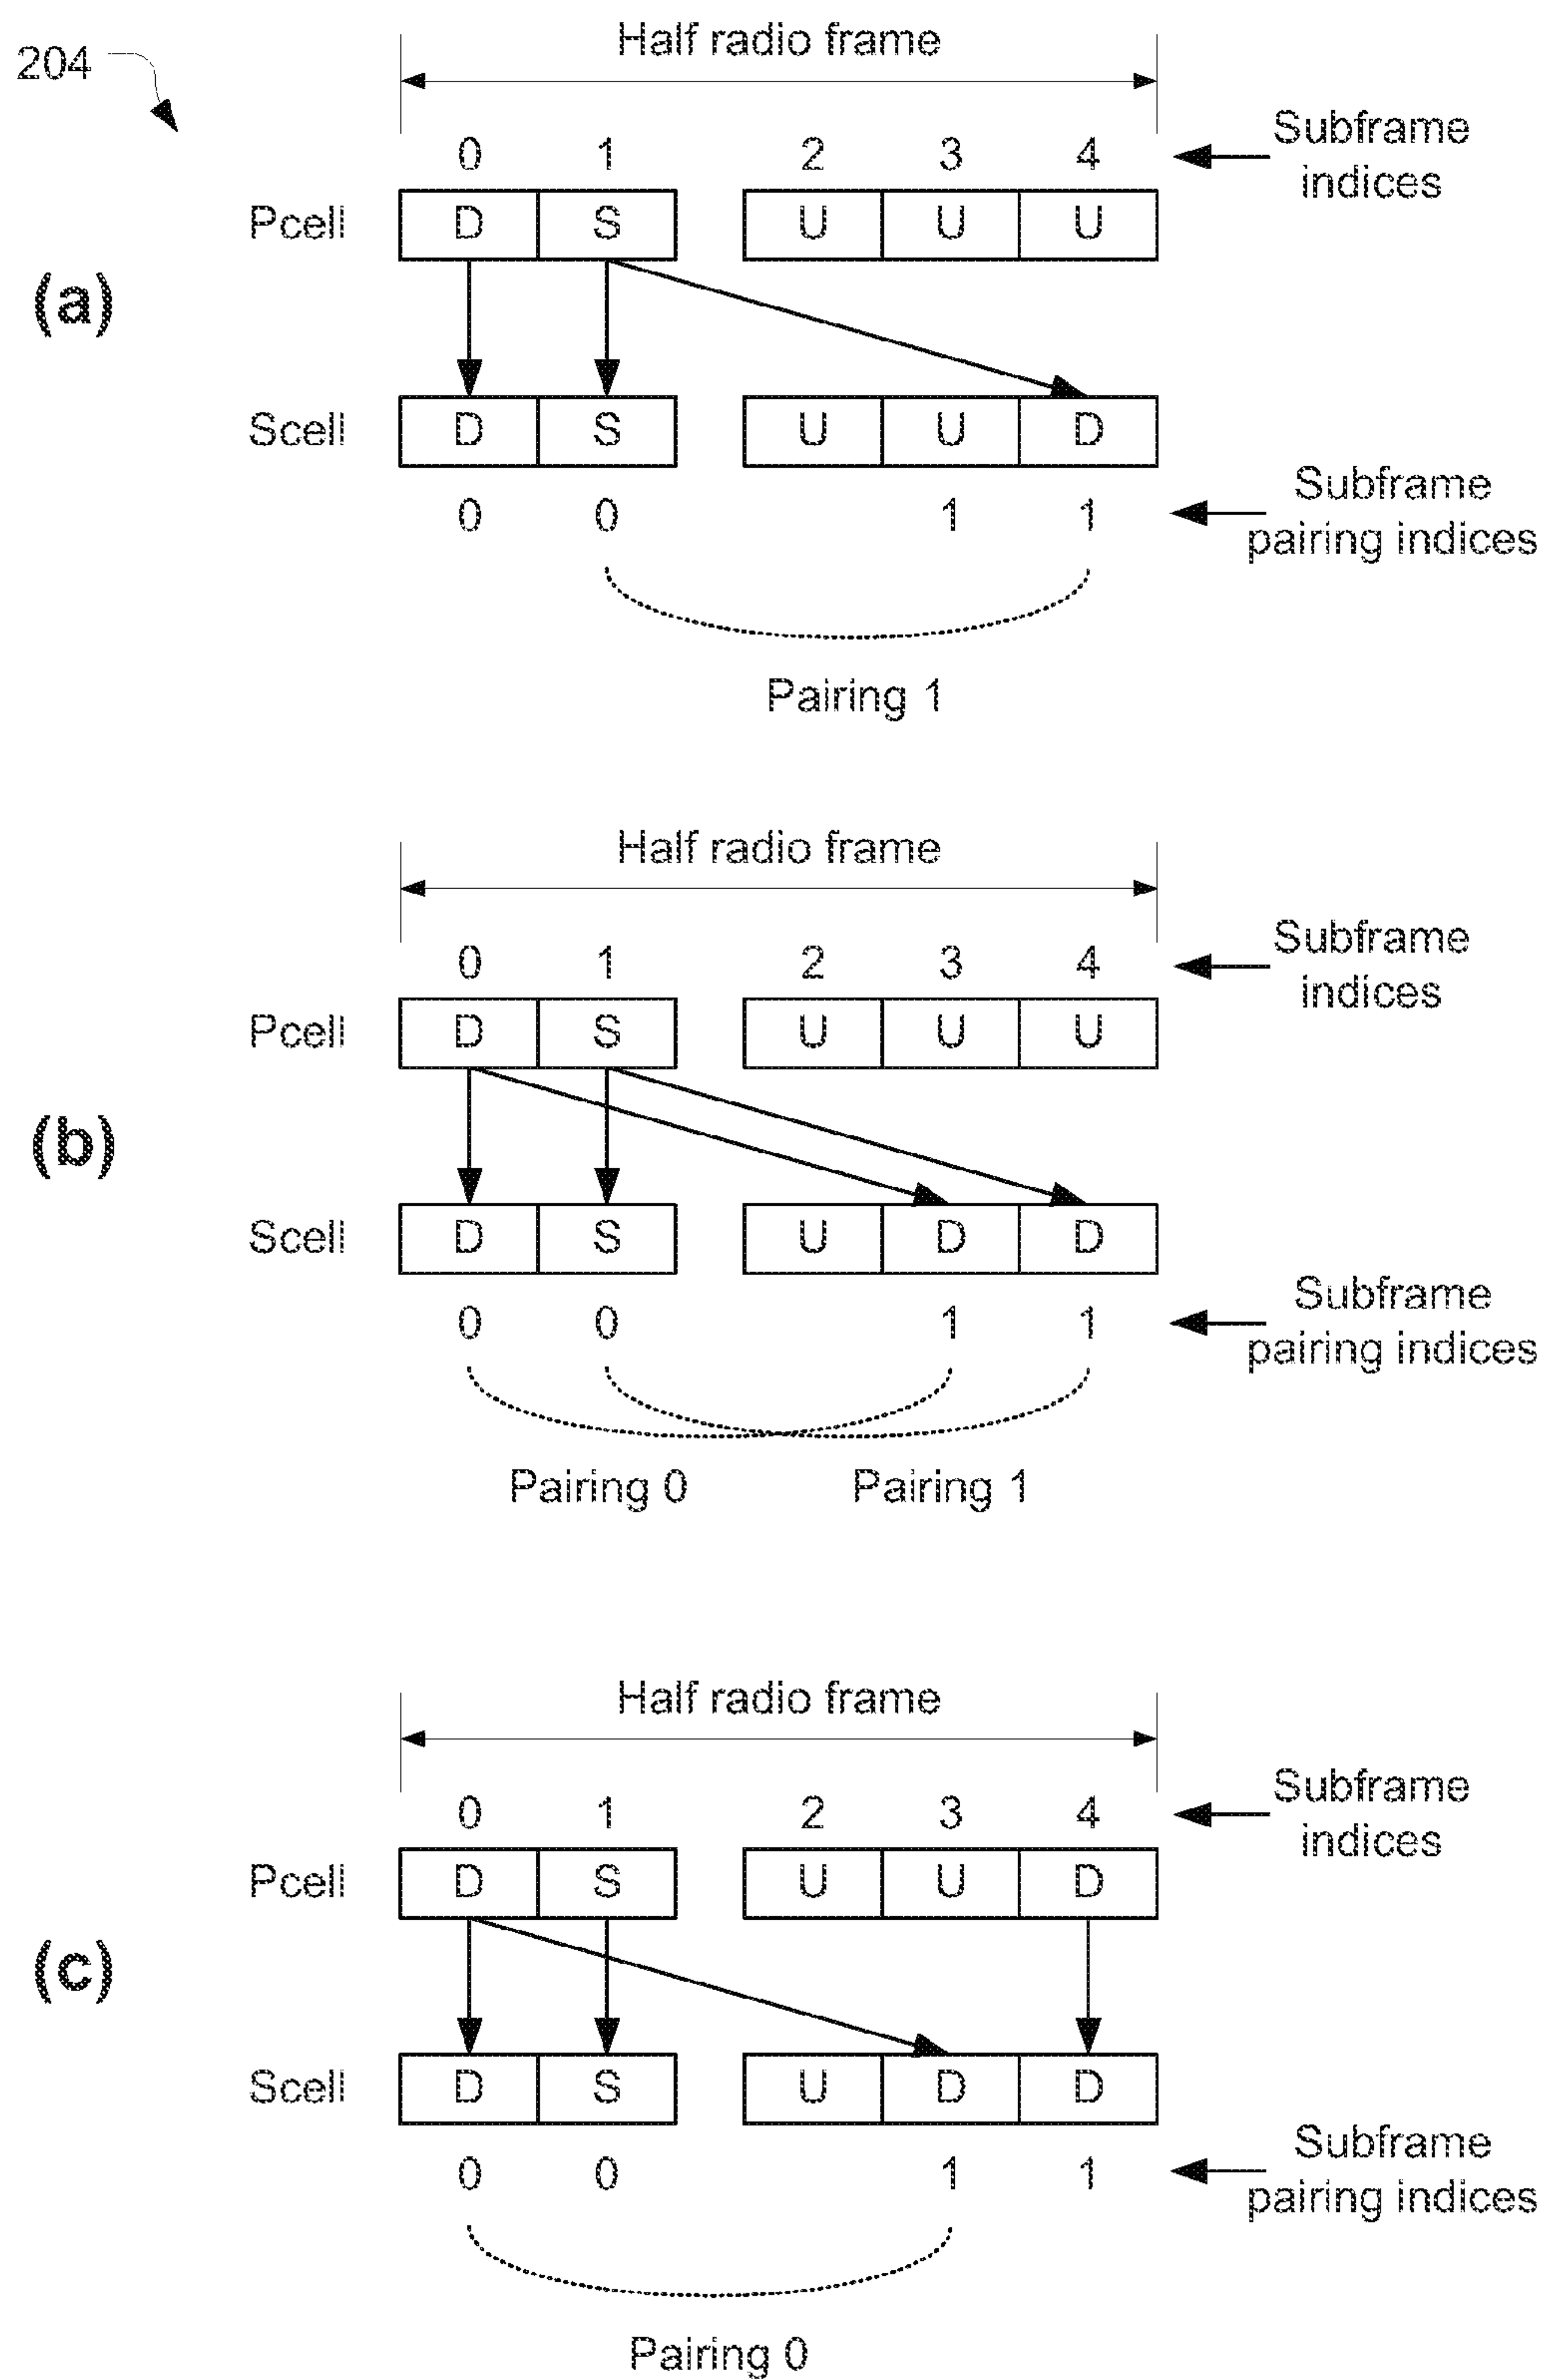 204
Half radio frame
0 1 2 3 4
Subframe
indices
Pcell D S U U U
(a)
Scell D S U U D
0 0 1 1
Subframe
pairing indices
Pairing 1
Half radio frame
0 1 2 3 4
Subframe
indices
Pcell D S U U U
(b)
Scell D S U D D
0 0 1 1
Subframe
pairing indices
Pairing 0 Pairing 1
Half radio frame
0 1 2 3 4
Subframe
indices
Pcell D S U U D
(c)
Scell D S U D D
0 0 1 1
Subframe
pairing indices
Pairing 0